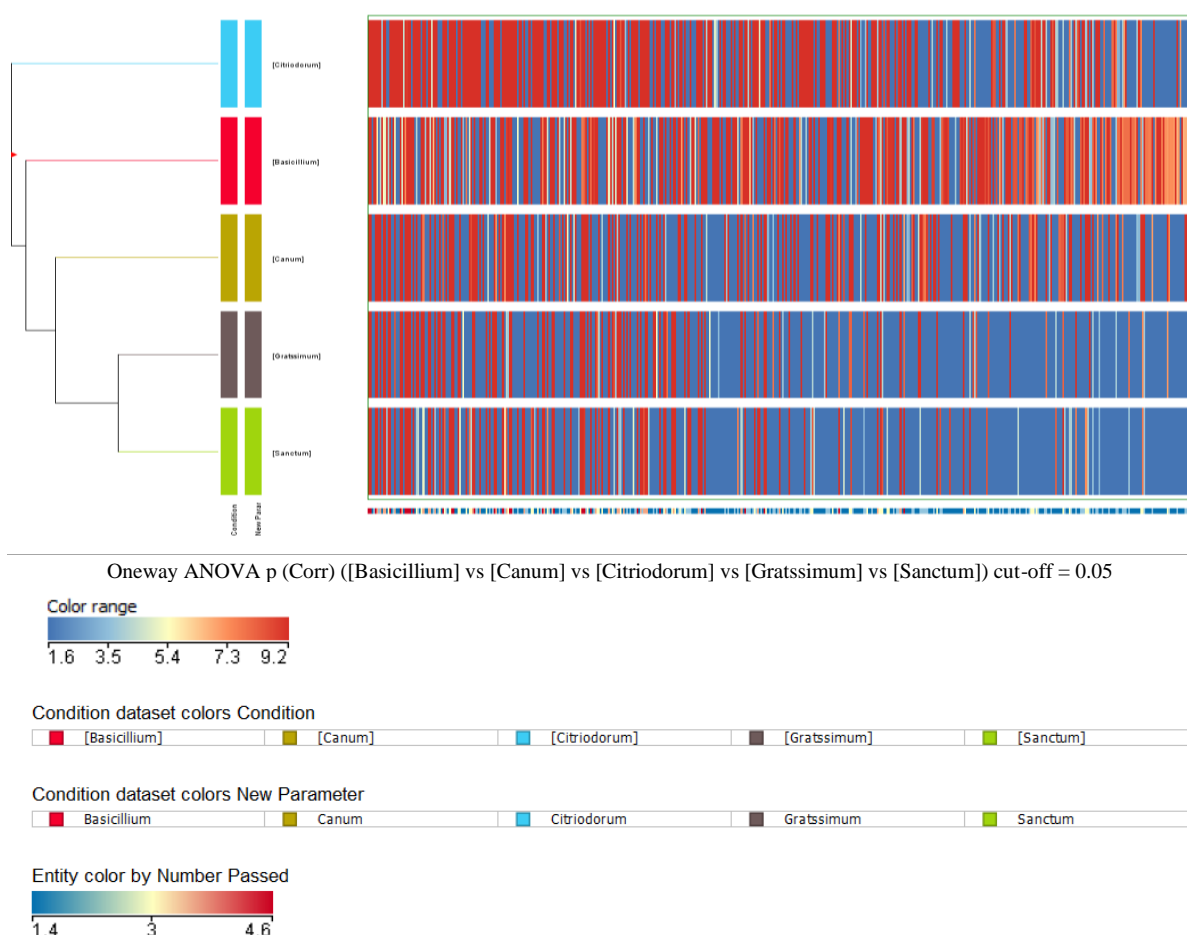 [Citriodorum]
[Basicillium]
[Canum]
[Gratssimum]
[Sanctum]
Condition
New Parar
Oneway ANOVA p (Corr) ([Basicillium] vs [Canum] vs [Citriodorum] vs [Gratssimum] vs [Sanctum]) cut-off = 0.05
Color range
1.6 3.5 5.4 7.3 9.2
Condition dataset colors Condition
[Basicillium] [Canum] [Citriodorum] [Gratssimum] [Sanctum]
Condition dataset colors New Parameter
Basicillium Canum Citriodorum Gratssimum Sanctum
Entity color by Number Passed
1.4 3 4.6